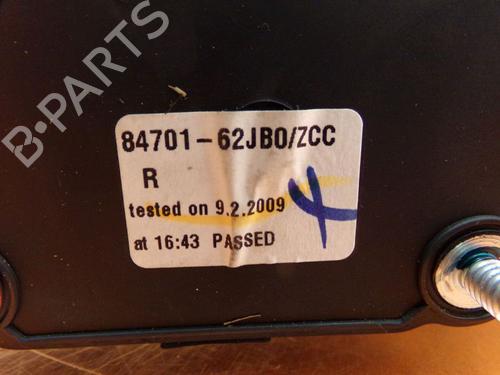 84701-62JB0/ZCC
R
tested on 9.2.2009
at 16:43 PASSED
B-PARTS